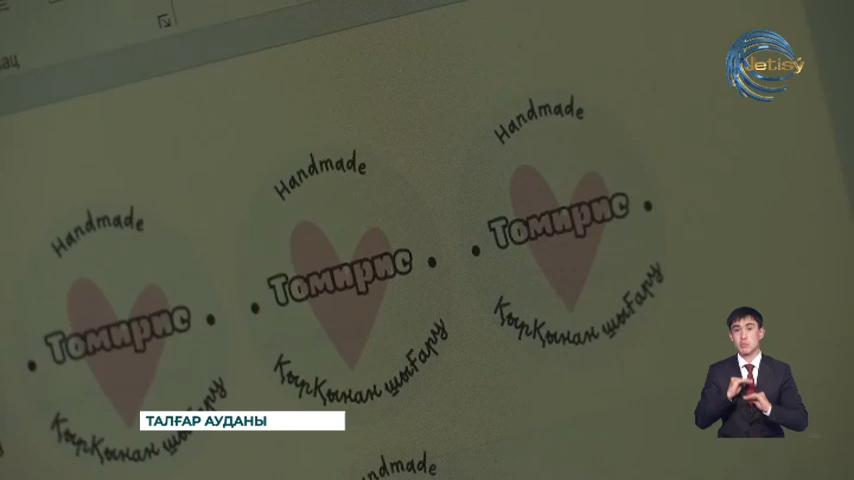 Jetisý
Handmade
Томирис
Қырқынан шығару
Handmade
Томирис
Қырқынан шығару
Handmade
Томирис
Қырқынан шығару
ТАЛҒАР АУДАНЫ